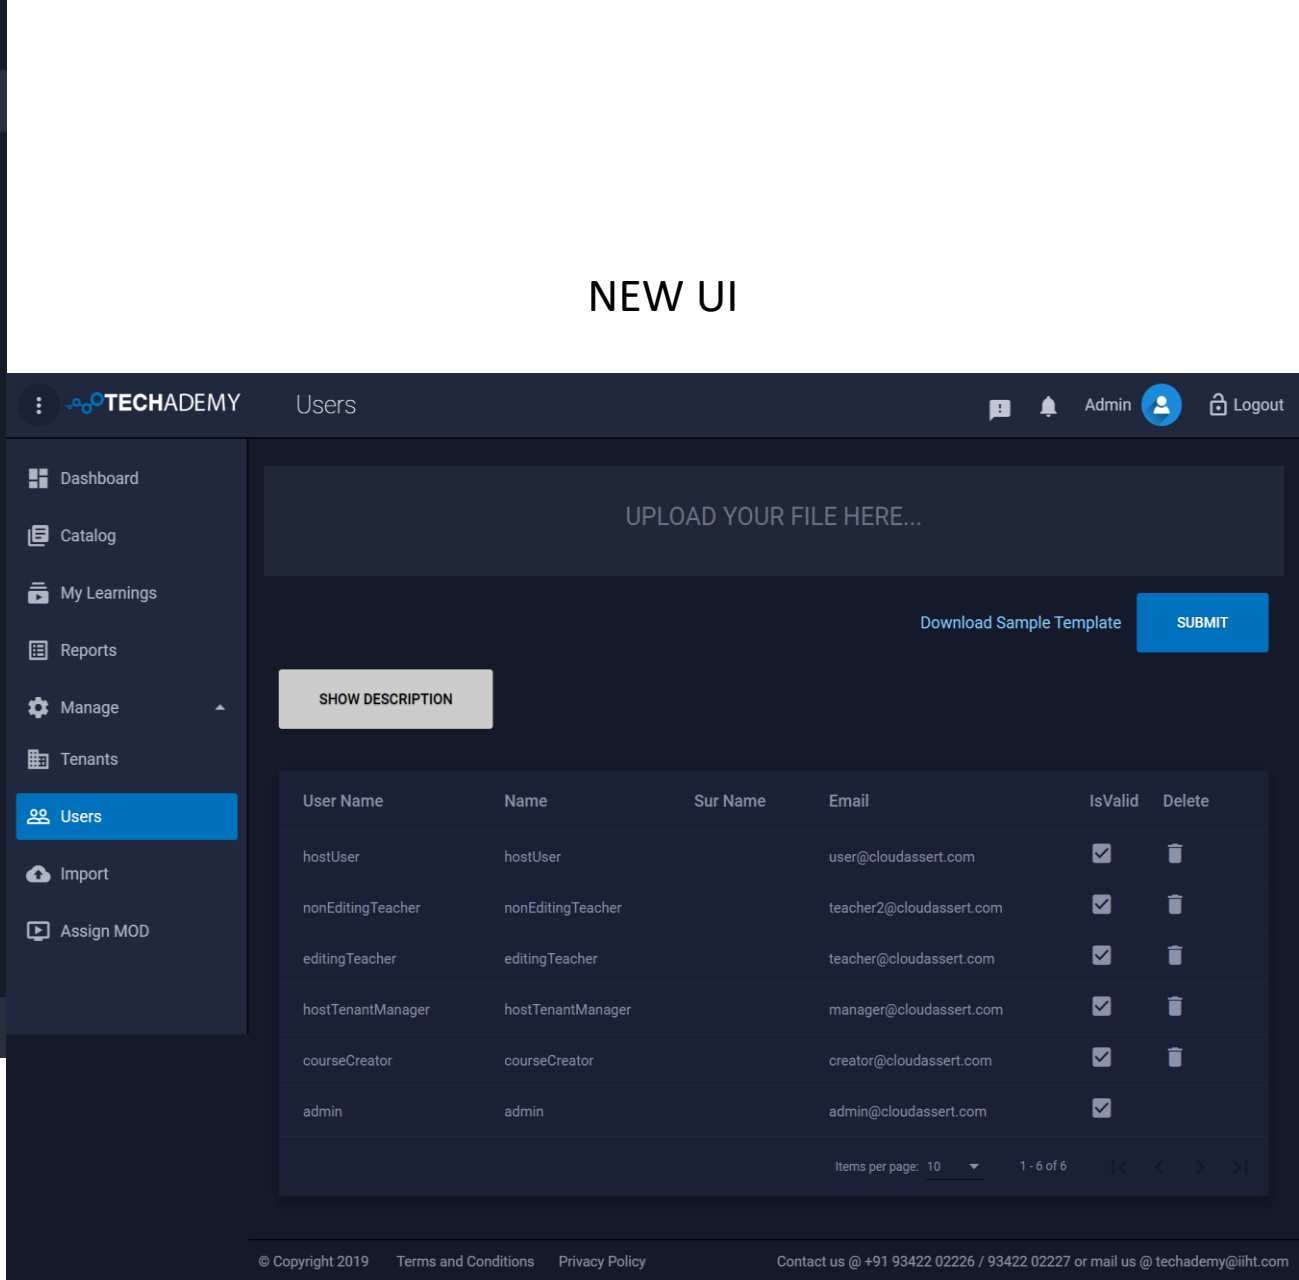 NEW UI
TECHADEMY
Users
Admin
Logout
Dashboard
Catalog
My Learnings
Reports
Manage
Tenants
Users
Import
Assign MOD
UPLOAD YOUR FILE HERE...
Download Sample Template
SUBMIT
SHOW DESCRIPTION
User Name Name Sur Name Email IsValid Delete
hostUser hostUser user@cloudassert.com
nonEditingTeacher nonEditingTeacher teacher2@cloudassert.com
editingTeacher editingTeacher teacher@cloudassert.com
hostTenantManager hostTenantManager manager@cloudassert.com
courseCreator courseCreator creator@cloudassert.com
admin admin admin@cloudassert.com
Items per page: 10 1 - 6 of 6
© Copyright 2019 Terms and Conditions Privacy Policy Contact us @ +91 93422 02226 / 93422 02227 or mail us @ techademy@iiht.com